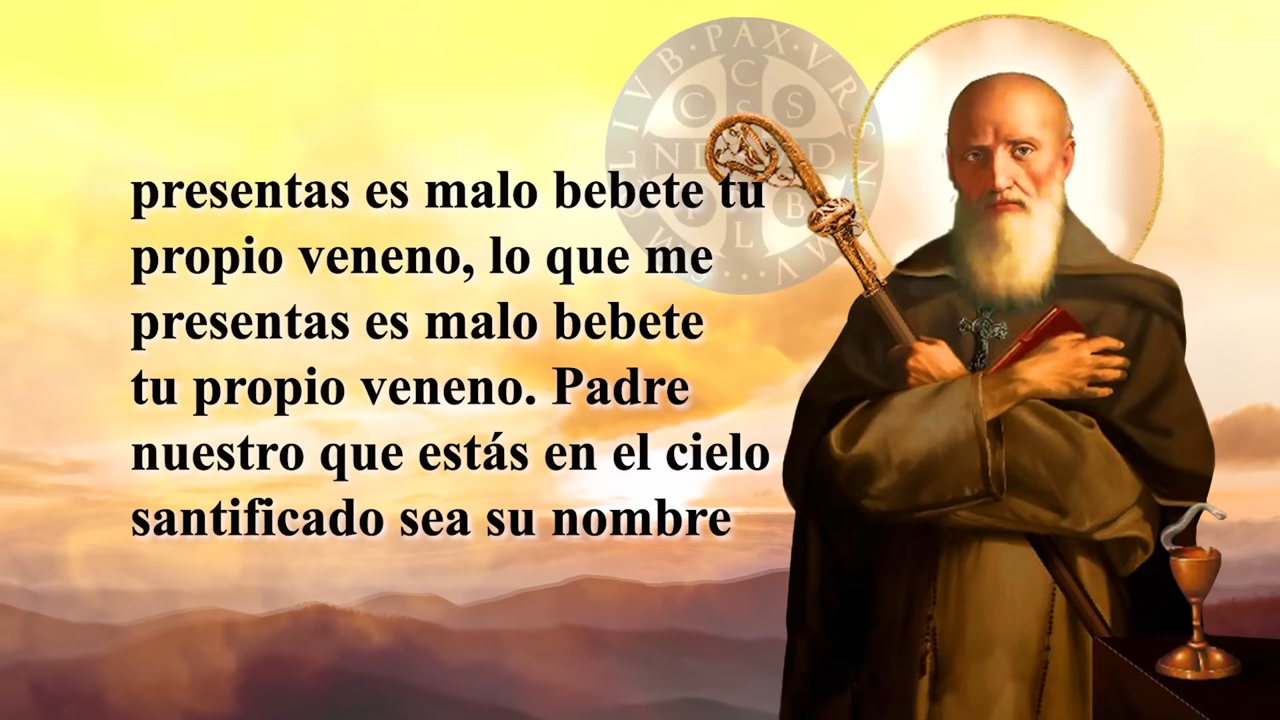 presentas es malo bebete tu
propio veneno, lo que me
presentas es malo bebete
tu propio veneno. Padre
nuestro que estás en el cielo
santificado sea su nombre
PAX
C S